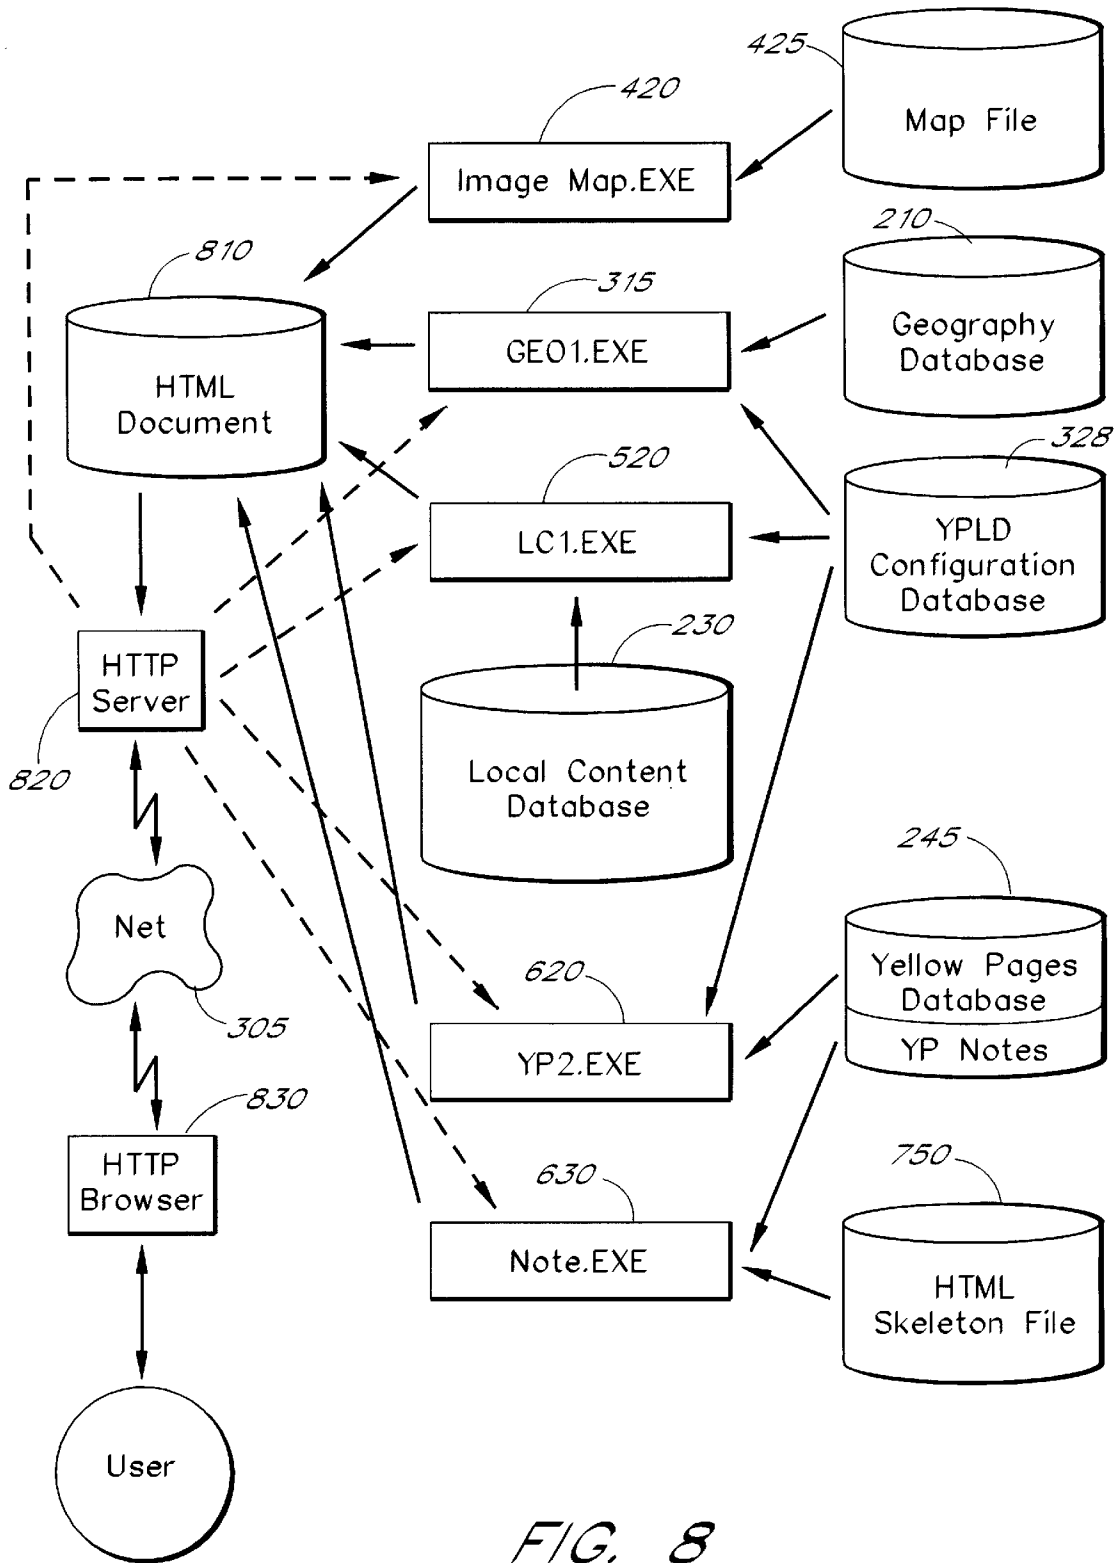 425
Map File
420
Image Map.EXE
210
Geography
Database
810
HTML
Document
315
GEO1.EXE
328
YPLD
Configuration
Database
520
LC1.EXE
HTTP
Server
820
230
Local Content
Database
Net
305
245
Yellow Pages
Database
YP Notes
620
YP2.EXE
830
HTTP
Browser
630
Note.EXE
750
HTML
Skeleton File
User
FIG. 8